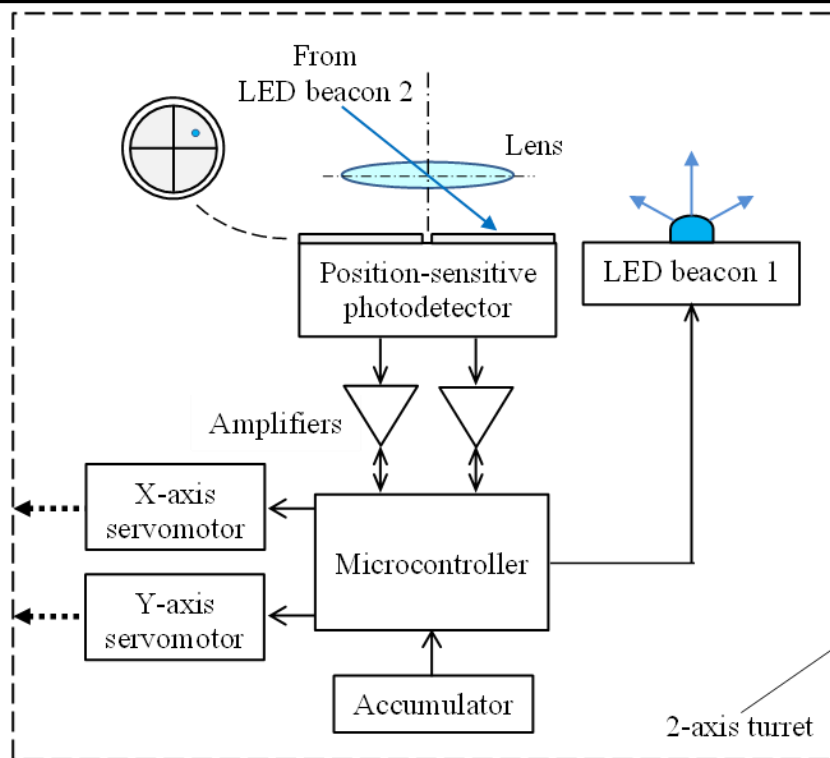 From
LED beacon 2
Lens
Position-sensitive
photodetector
LED beacon 1
Amplifiers
X-axis
servomotor
Microcontroller
Y-axis
servomotor
Accumulator
2-axis turret